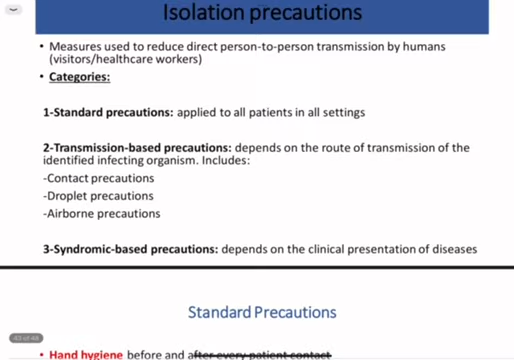 Isolation precautions
• Measures used to reduce direct person-to-person transmission by humans
(visitors/healthcare workers)
• Categories:
1-Standard precautions: applied to all patients in all settings
2-Transmission-based precautions: depends on the route of transmission of the
identified infecting organism. Includes:
-Contact precautions
-Droplet precautions
-Airborne precautions
3-Syndromic-based precautions: depends on the clinical presentation of diseases
Standard Precautions
43 of 48
• Hand hygiene before and after every patient contact